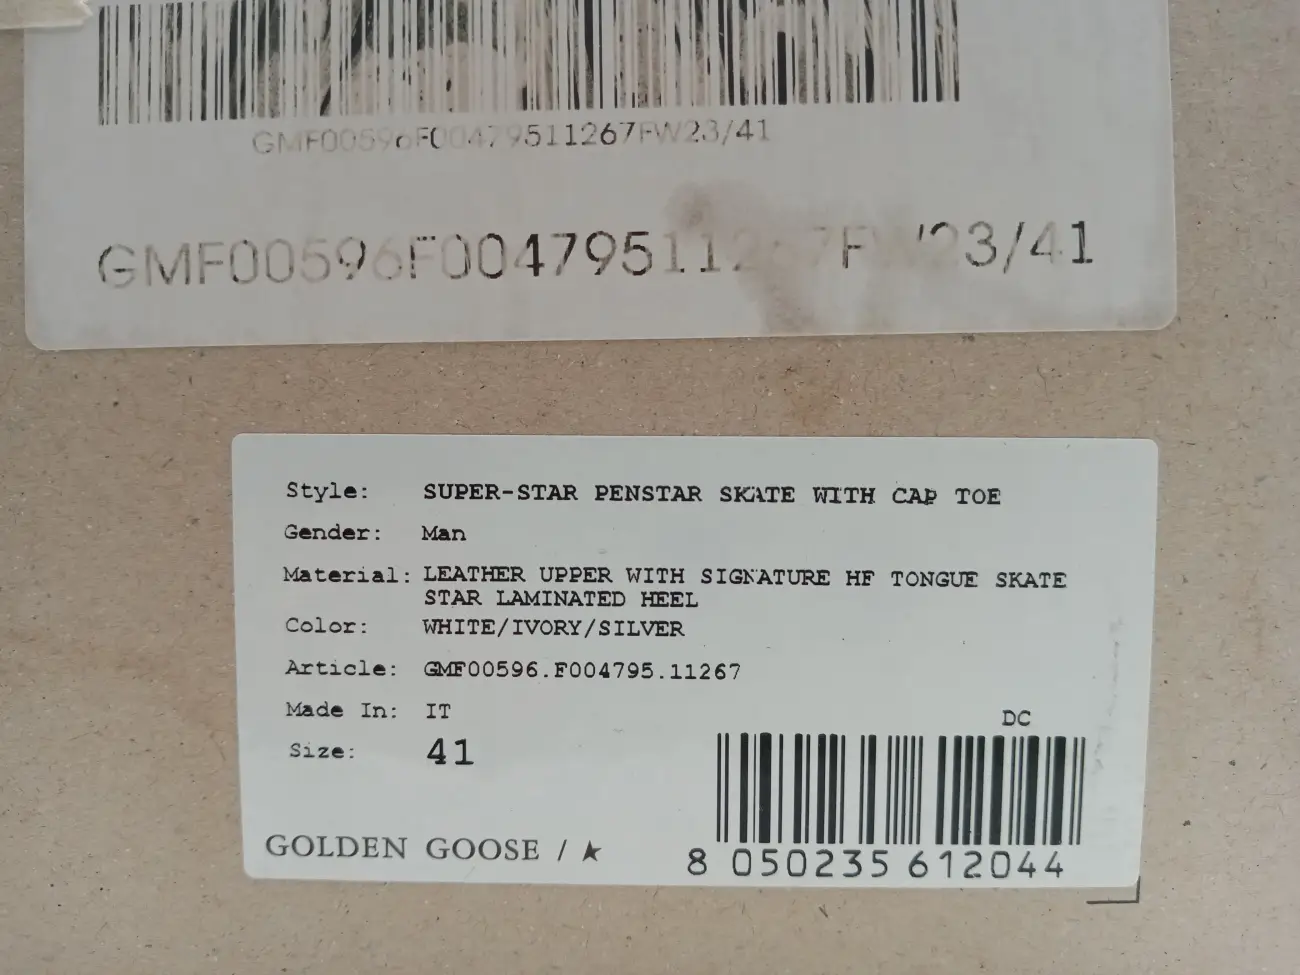 GMF00596F00479511267FW23/41
GMF00596F00479511267FW23/41
Style: SUPER-STAR PENSTAR SKATE WITH CAP TOE
Gender: Man
Material: LEATHER UPPER WITH SIGNATURE HF TONGUE SKATE
STAR LAMINATED HEEL
Color: WHITE/IVORY/SILVER
Article: GMF00596.F004795.11267
Made In: IT
DC
Size: 41
GOLDEN GOOSE /
8 050235 612044